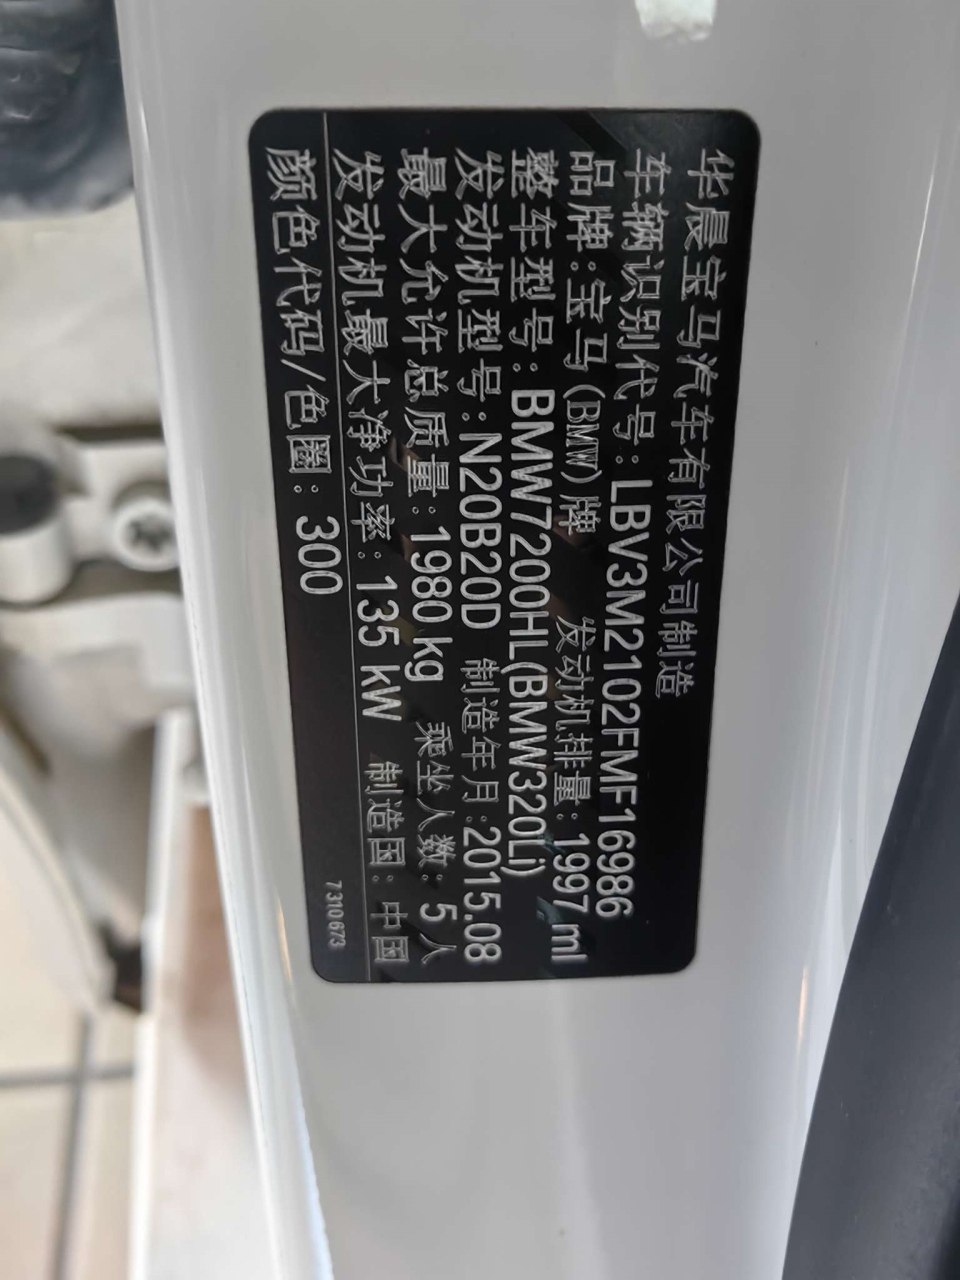 华晨宝马汽车有限公司制造
车辆识别代号:LBV3M2102FMF16986
品牌:宝马(BMW)牌 发动机排量:1997 ml
整车型号:BMW7200HL(BMW320Li)
发动机型号:N20B20D 制造年月:2015.08
最大允许总质量:1980 kg 乘坐人数:5人
发动机最大净功率:135 kW 制造国:中国
颜色代码/色圈:300
7310673